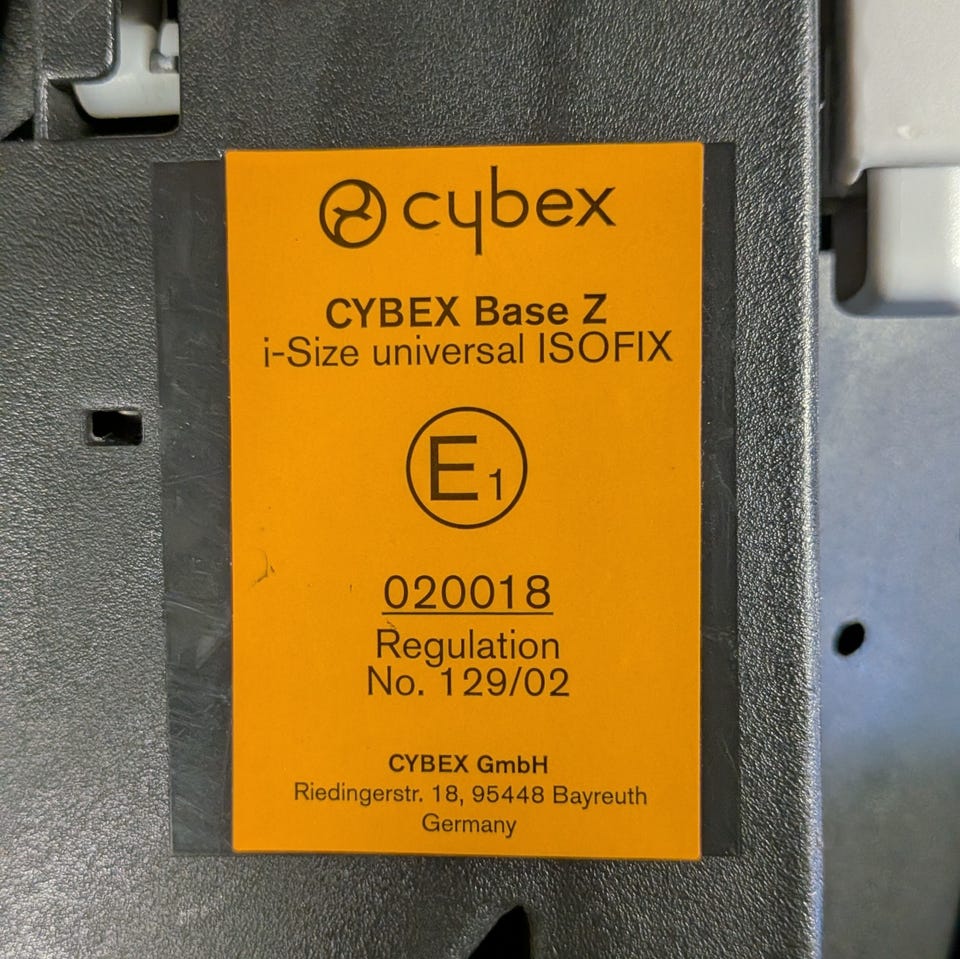 cybex
CYBEX Base Z
i-Size universal ISOFIX
E1
020018
Regulation
No. 129/02
CYBEX GmbH
Riedingerstr. 18, 95448 Bayreuth
Germany